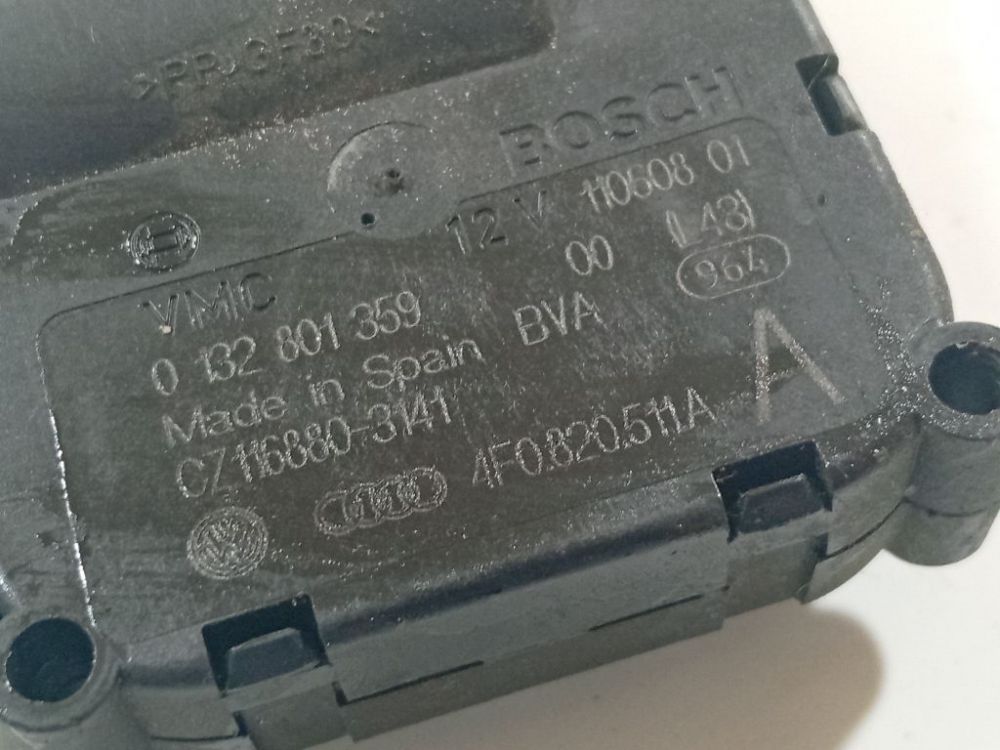 >PP,GF30<
BOSCH
VMC 12 V 110508 01
0 132 801 359 00 (L43)
Made in Spain BVA 964
CZ116880-3141 A
4F0.820.511A